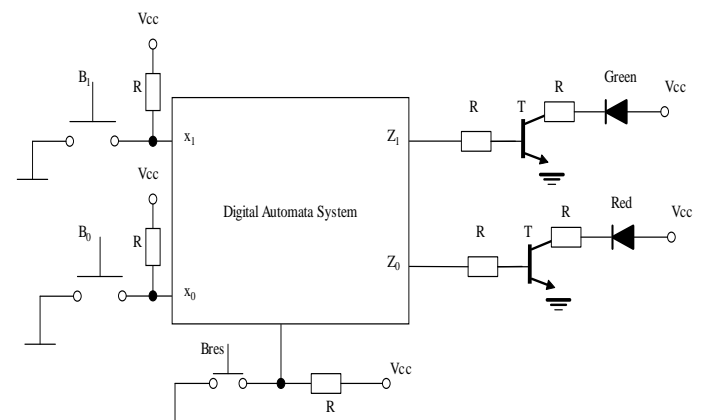 Vcc
B1
R
Green
Vcc
R
R
T
x1
Z1
Vcc
Digital Automata System
Red
Vcc
B0
R
R
R
T
x0
Z0
Bres
Vcc
R